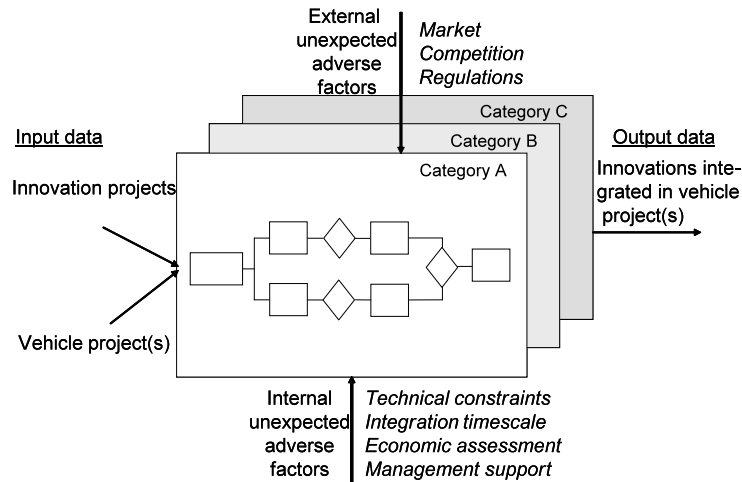 External
unexpected
adverse
factors
Market
Competition
Regulations
Category C
Category B
Category A
Input data
Innovation projects
Vehicle project(s)
Output data
Innovations inte-
grated in vehicle
project(s)
Internal
unexpected
adverse
factors
Technical constraints
Integration timescale
Economic assessment
Management support